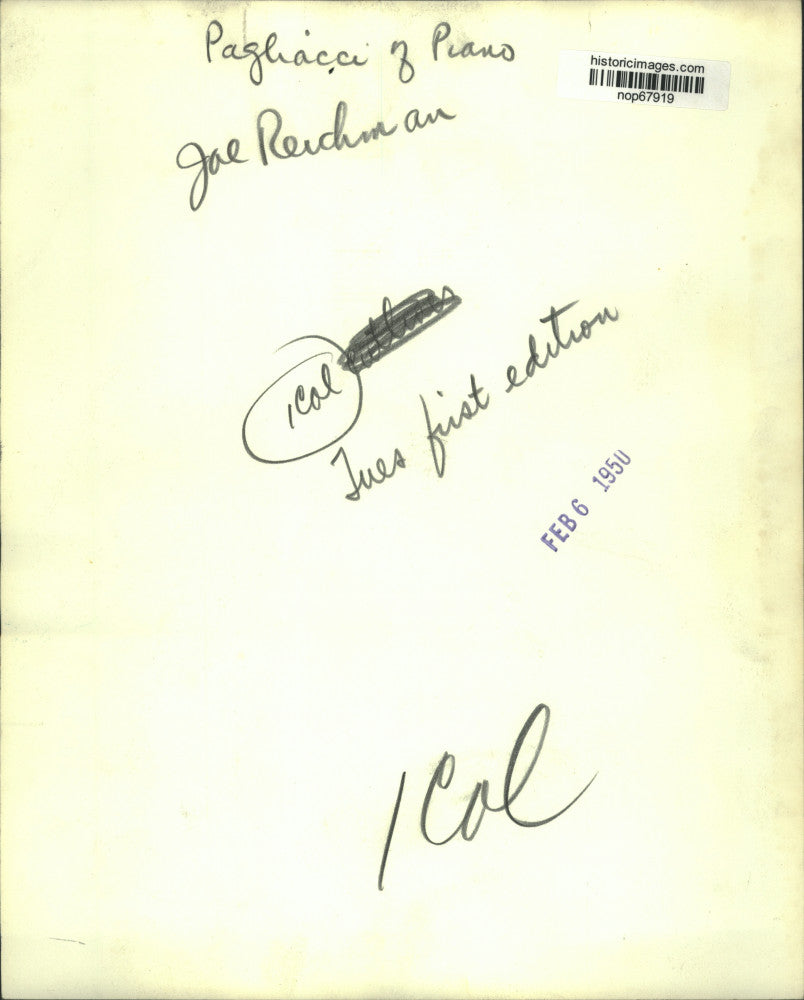 Pagliacci of Piano
historicimages.com
nop67919
Joe Reichman
1 Col
Tues first edition
FEB 6 1950
1 Col